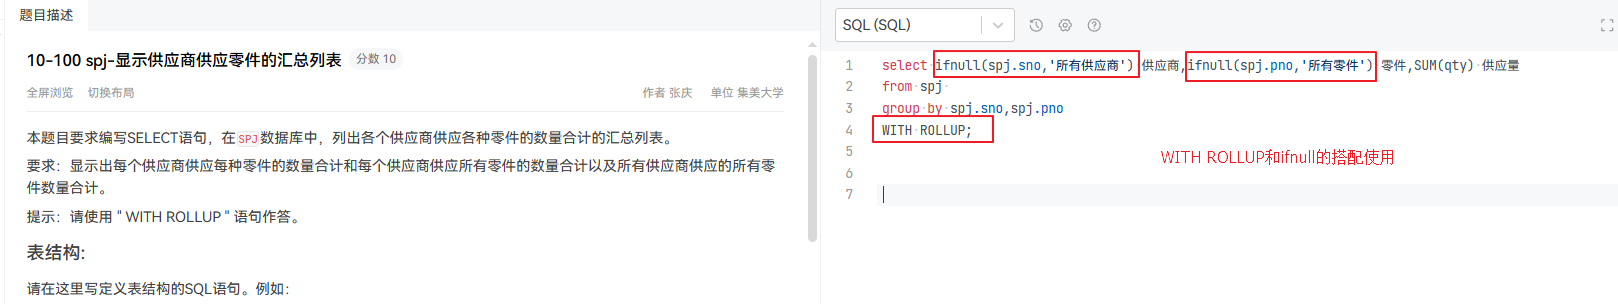 题目描述
10-100 spj-显示供应商供应零件的汇总列表 分数 10
全屏浏览 切换布局 作者 张庆 单位 集美大学
本题目要求编写SELECT语句，在SPJ数据库中，列出各个供应商供应各种零件的数量合计的汇总列表。
要求：显示出每个供应商供应每种零件的数量合计和每个供应商供应所有零件的数量合计以及所有供应商供应的所有零
件数量合计。
提示：请使用 " WITH ROLLUP " 语句作答。
表结构:
请在这里写定义表结构的SQL语句。例如：
SQL (SQL)
1 select ifnull(spj.sno,'所有供应商') 供应商,ifnull(spj.pno,'所有零件') 零件,SUM(qty) 供应量
2 from spj
3 group by spj.sno,spj.pno
4 WITH ROLLUP;
5
WITH ROLLUP和ifnull的搭配使用
6
7